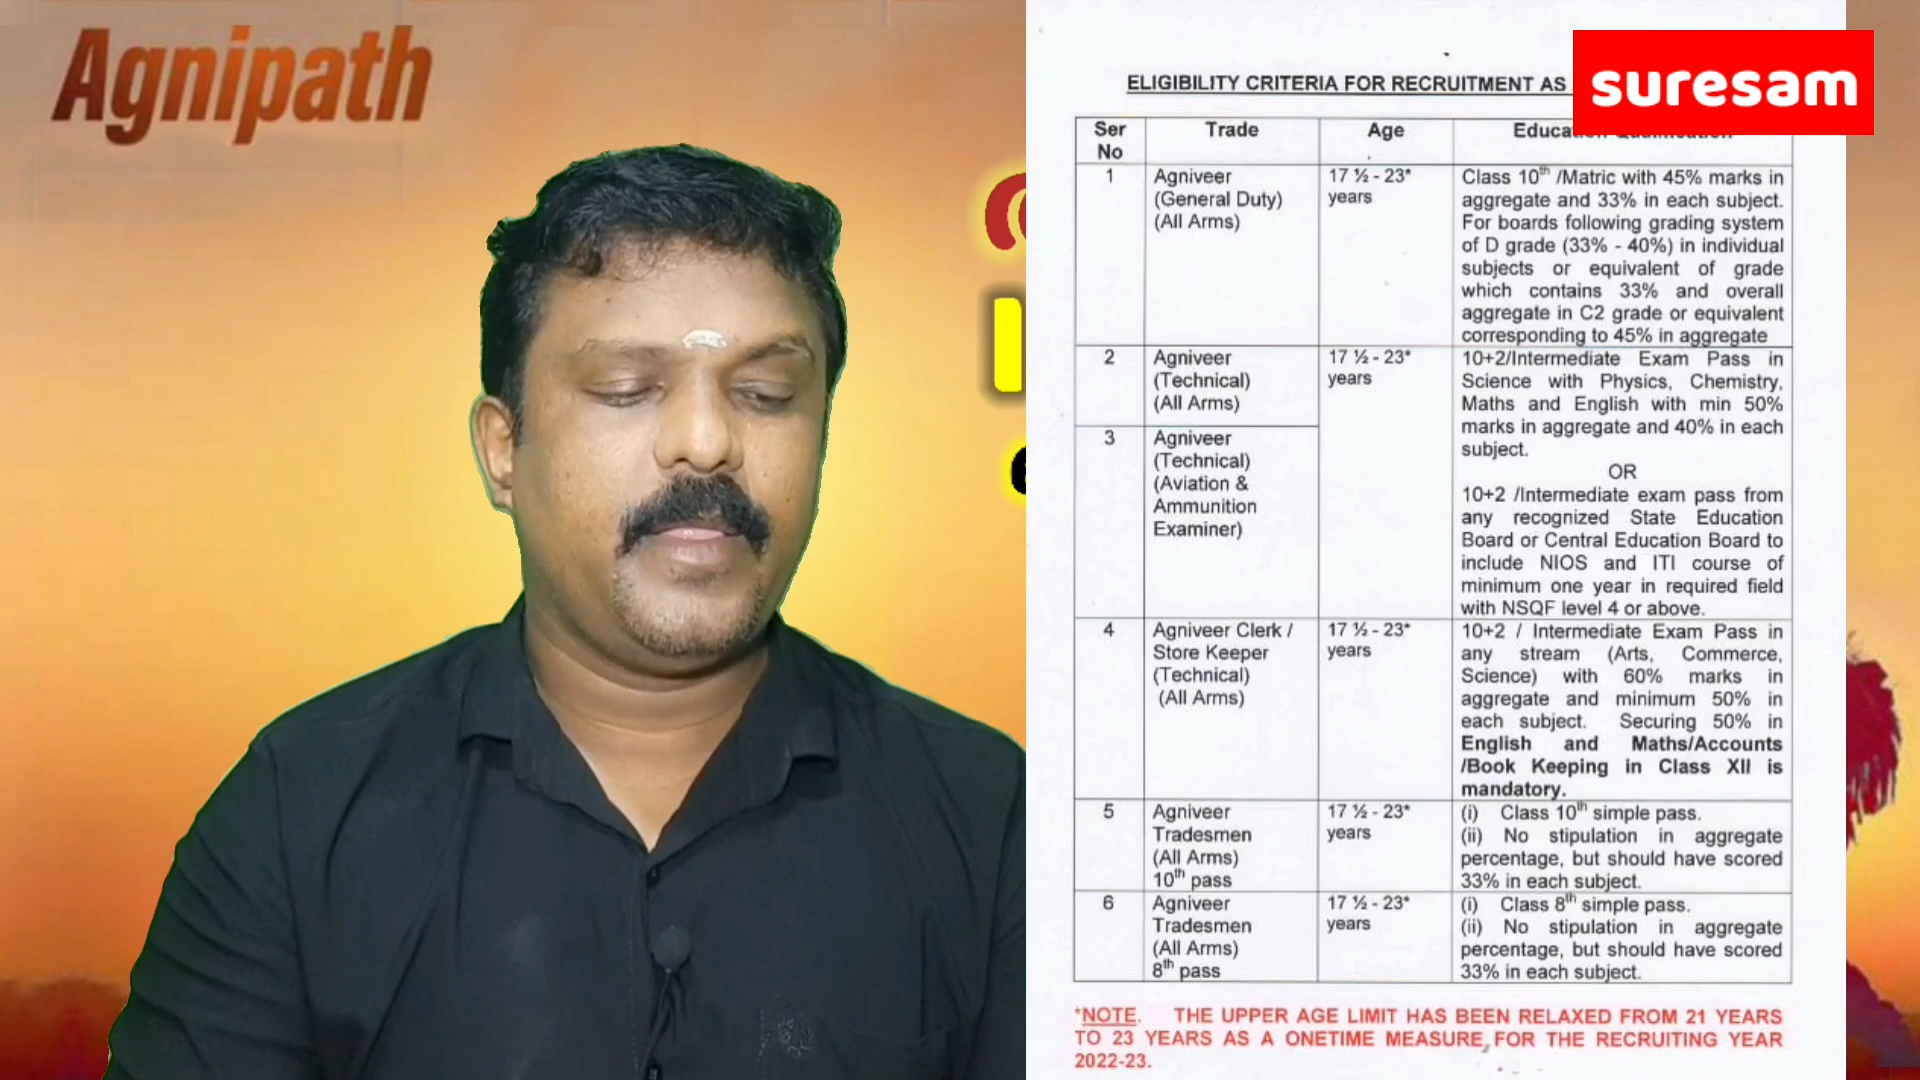 Agnipath
suresam
ELIGIBILITY CRITERIA FOR RECRUITMENT AS
Ser No
Trade
Age
1
Agniveer
(General Duty)
(All Arms)
17 ½ - 23*
years
Class 10th /Matric with 45% marks in
aggregate and 33% in each subject.
For boards following grading system
of D grade (33% - 40%) in individual
subjects or equivalent of grade
which contains 33% and overall
aggregate in C2 grade or equivalent
corresponding to 45% in aggregate
2
Agniveer
(Technical)
(All Arms)
17 ½ - 23*
years
10+2/Intermediate Exam Pass in
Science with Physics, Chemistry,
Maths and English with min 50%
marks in aggregate and 40% in each
subject.
OR
10+2 /Intermediate exam pass from
any recognized State Education
Board or Central Education Board to
include NIOS and ITI course of
minimum one year in required field
with NSQF level 4 or above.
3
Agniveer
(Technical)
(Aviation &
Ammunition
Examiner)
4
Agniveer Clerk /
Store Keeper
(Technical)
(All Arms)
17 ½ - 23*
years
10+2 / Intermediate Exam Pass in
any stream (Arts, Commerce,
Science) with 60% marks in
aggregate and minimum 50% in
each subject. Securing 50% in
English and Maths/Accounts
/Book Keeping in Class XII is
mandatory.
5
Agniveer
Tradesmen
(All Arms)
10th pass
17 ½ - 23*
years
(i) Class 10th simple pass.
(ii) No stipulation in aggregate
percentage, but should have scored
33% in each subject.
6
Agniveer
Tradesmen
(All Arms)
8th pass
17 ½ - 23*
years
(i) Class 8th simple pass.
(ii) No stipulation in aggregate
percentage, but should have scored
33% in each subject.
*NOTE. THE UPPER AGE LIMIT HAS BEEN RELAXED FROM 21 YEARS
TO 23 YEARS AS A ONETIME MEASURE FOR THE RECRUITING YEAR
2022-23.